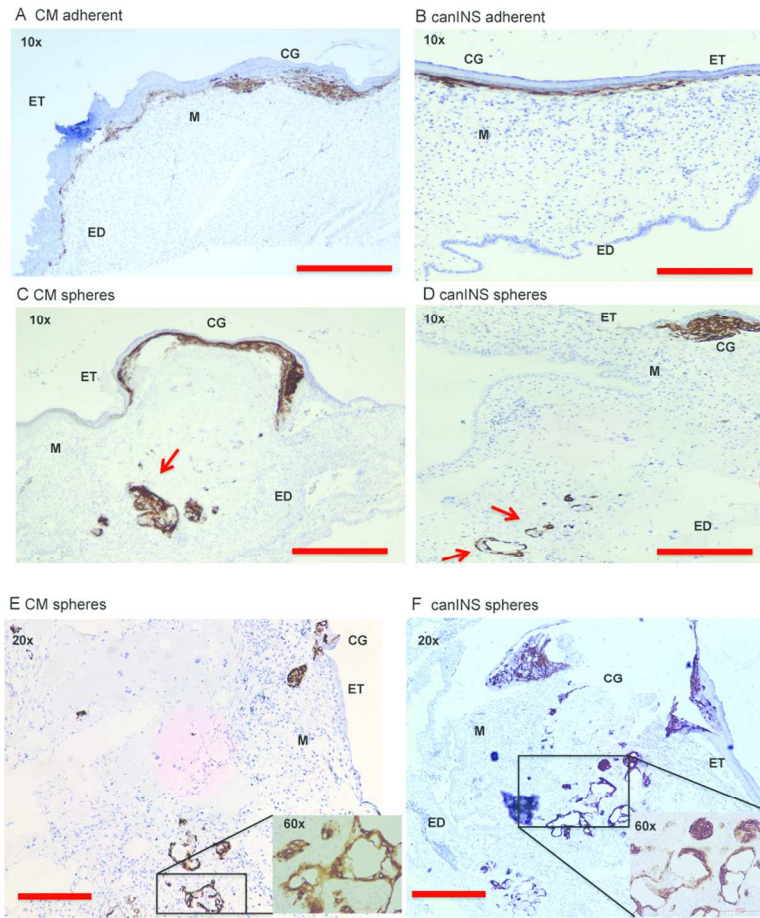 A CM adherent
10x
CG
ET
M
ED
B canINS adherent
10x
CG
ET
M
ED
C CM spheres
10x
CG
ET
M
ED
D canINS spheres
10x
ET
CG
M
ED
E CM spheres
20x
CG
ET
M
60x
F canINS spheres
20x
CG
M
ET
ED
60x